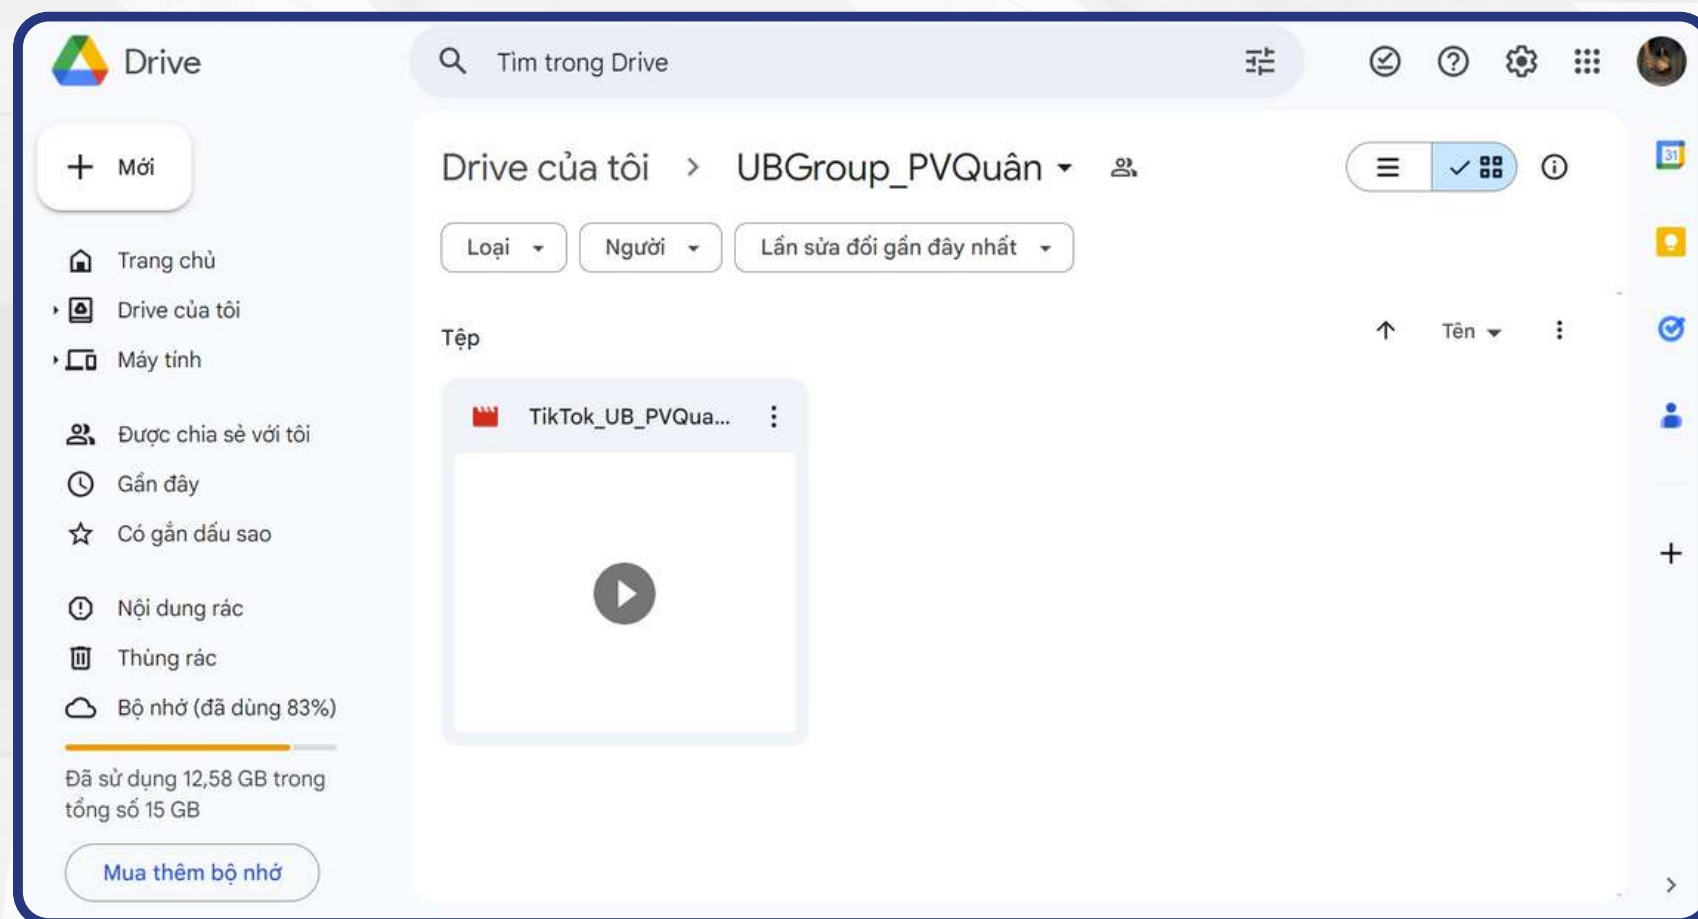 Drive
Tìm trong Drive
Mới
Drive của tôi
UBGroup_PVQuân
Loại
Người
Lần sửa đổi gần đây nhất
Trang chủ
Drive của tôi
Máy tính
Được chia sẻ với tôi
Gần đây
Có gắn dấu sao
Nội dung rác
Thùng rác
Bộ nhớ (đã dùng 83%)
Đã sử dụng 12,58 GB trong
tổng số 15 GB
Mua thêm bộ nhớ
Tệp
Tên
TikTok_UB_PVQua...
31